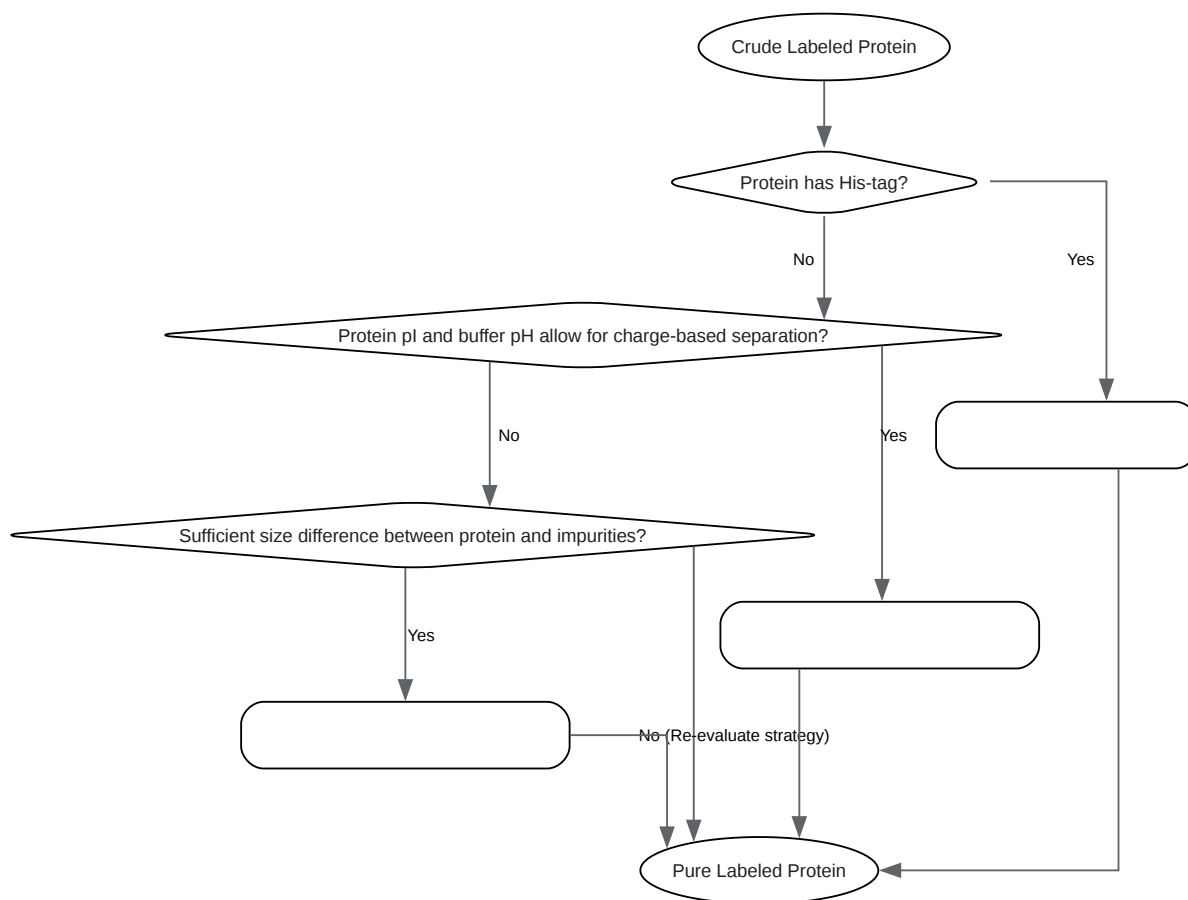 Crude Labeled Protein
Protein has His-tag?
No
Yes
Protein pI and buffer pH allow for charge-based separation?
No
Yes
Sufficient size difference between protein and impurities?
Yes
No (Re-evaluate strategy)
Pure Labeled Protein